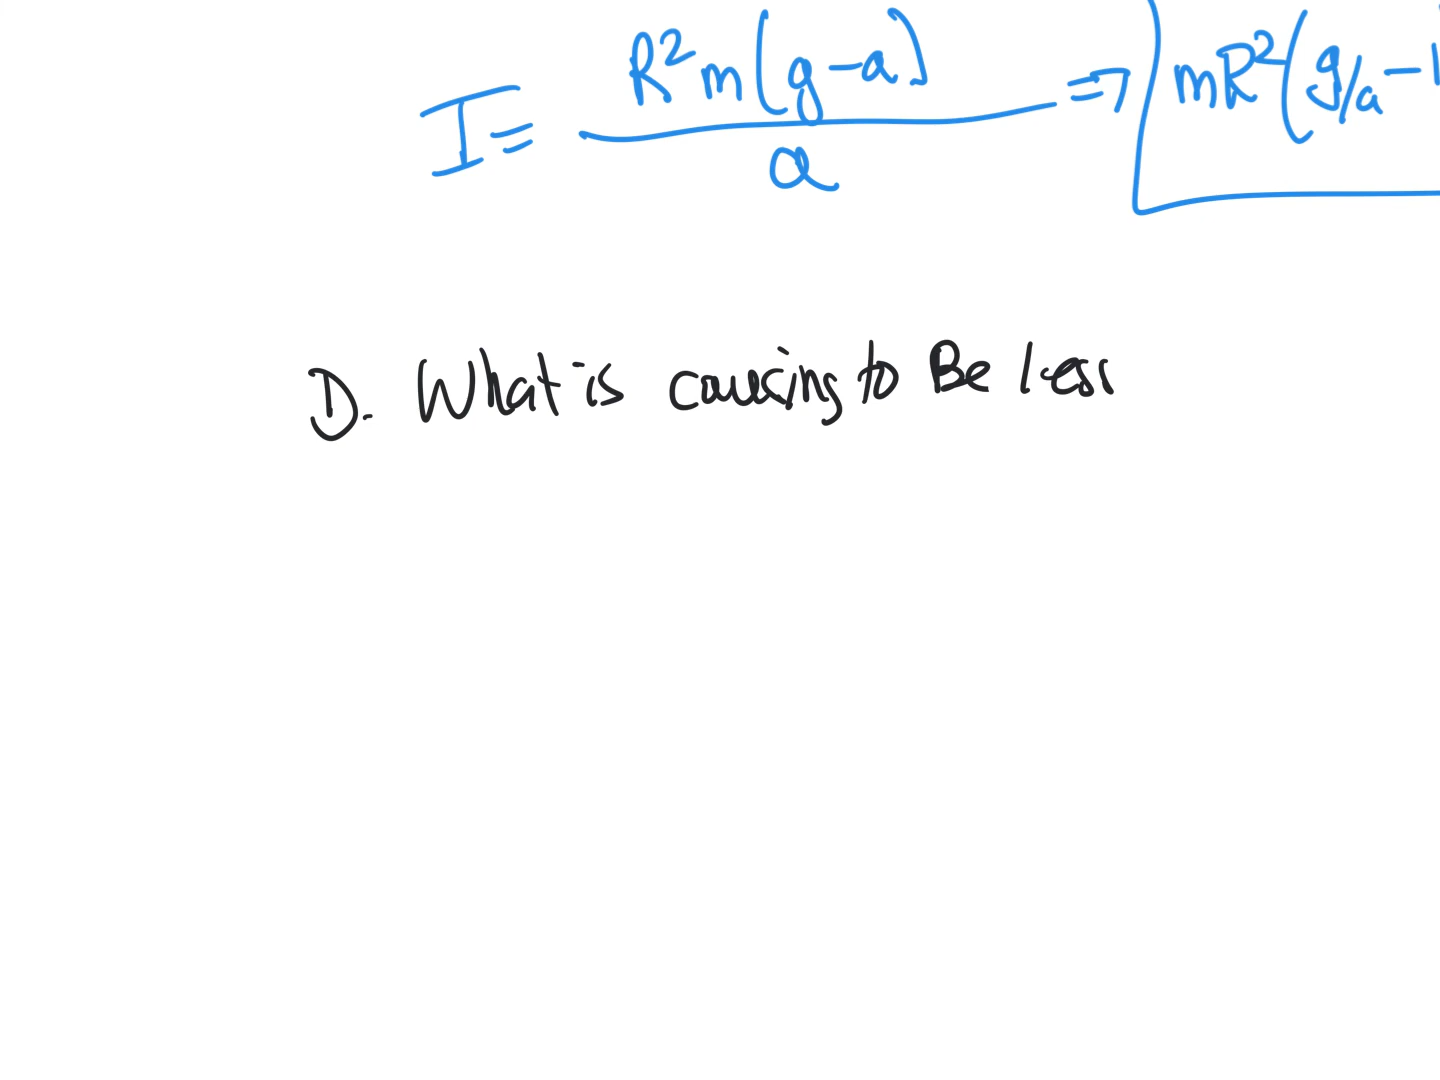 I = R²m(g-a) / a => mR²(g/a - 1
D. What is causing to Be less